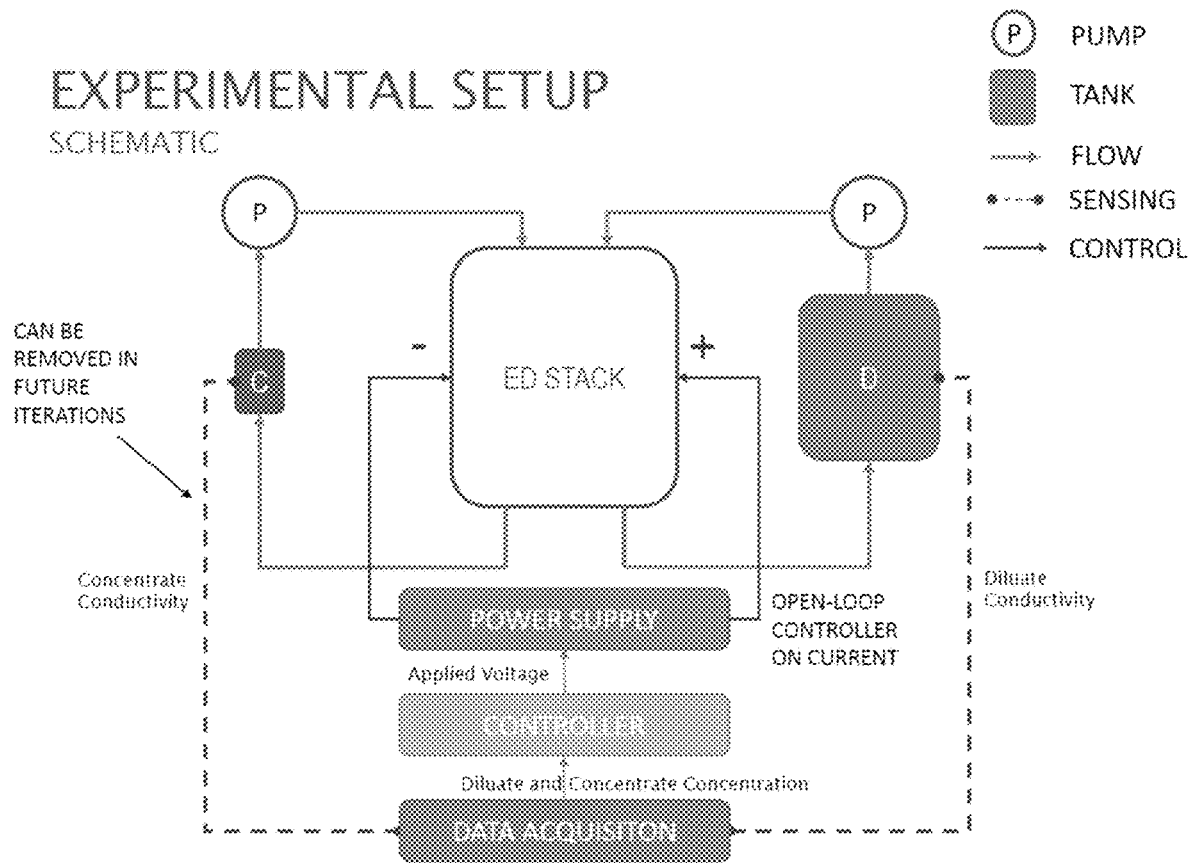 EXPERIMENTAL SETUP
SCHEMATIC
P PUMP
TANK
FLOW
SENSING
CONTROL
P
P
CAN BE
REMOVED IN
FUTURE
ITERATIONS
C
-
+
ED STACK
D
Concentrate
Conductivity
Diluate
Conductivity
POWER SUPPLY
OPEN-LOOP
CONTROLLER
ON CURRENT
Applied Voltage
CONTROLLER
Diluate and Concentrate Concentration
DATA ACQUISITON